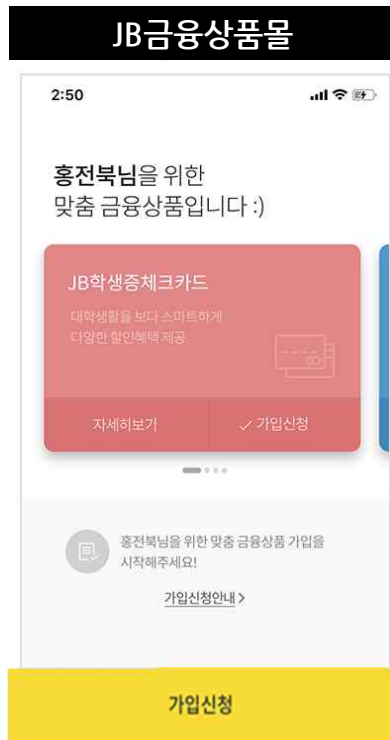 JB금융상품몰
2:50
홍전북님을 위한
맞춤 금융상품입니다 :)
JB학생증체크카드
대학생활을 보다 스마트하게
다양한 할인혜택 제공
자세히보기
가입신청
홍전북님을 위한 맞춤 금융상품 가입을
시작해주세요!
가입신청안내 >
가입신청